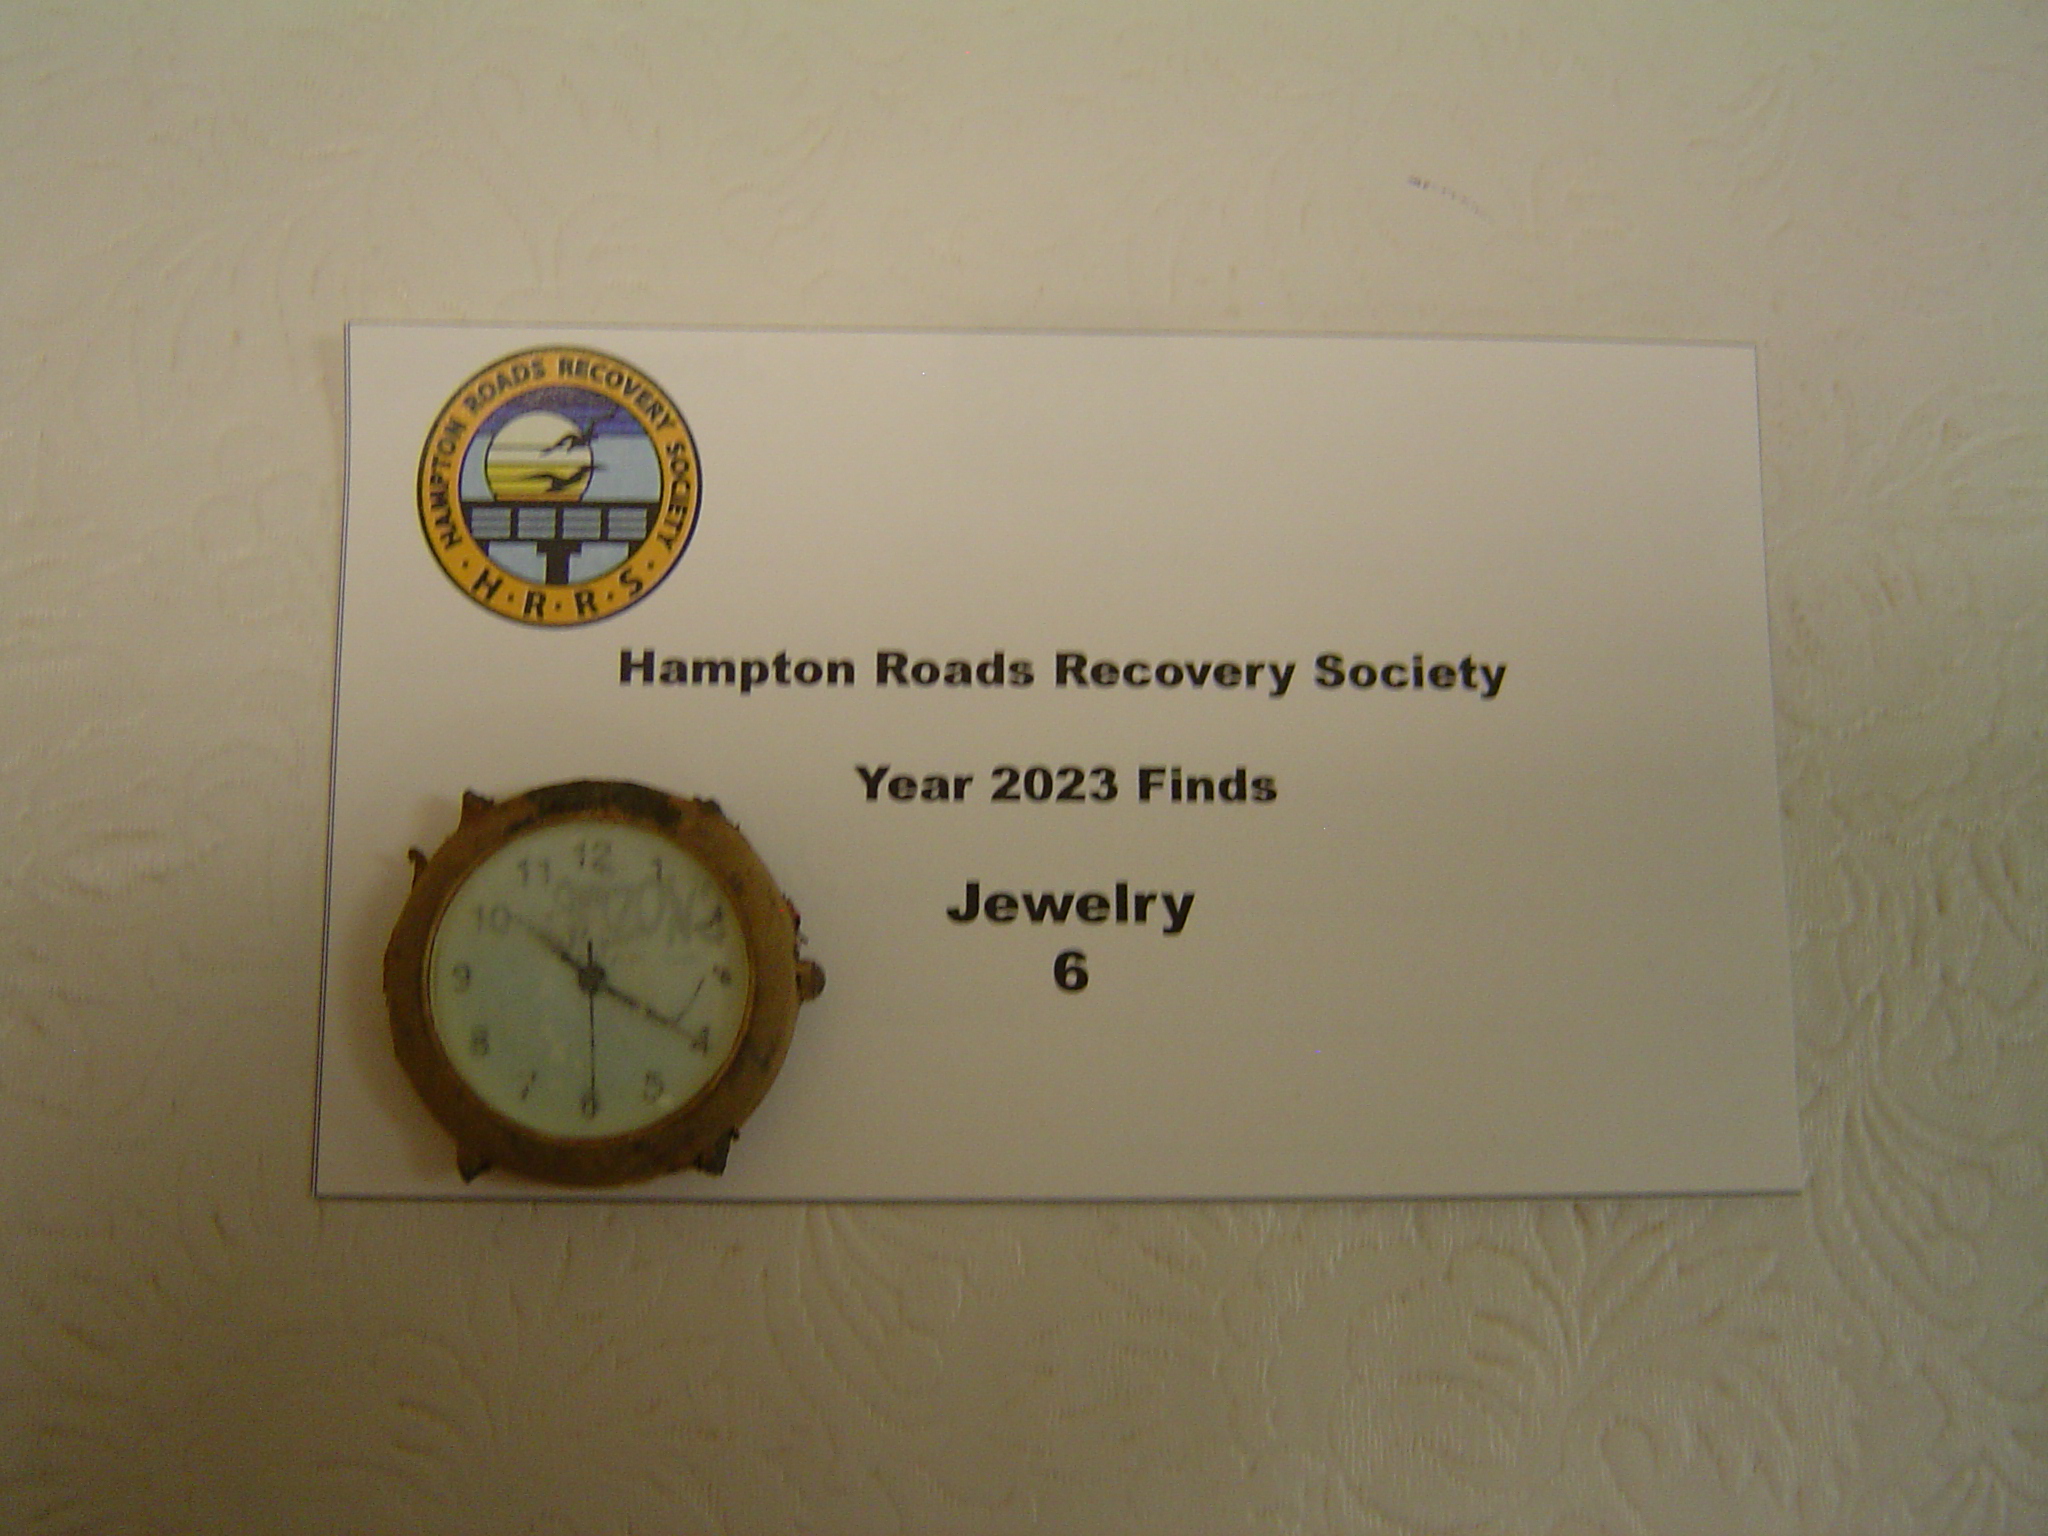 HAMPTON ROADS RECOVERY SOCIETY
· H · R · R · S ·
Hampton Roads Recovery Society
Year 2023 Finds
Jewelry
6
12
11 1
10
9
8 4
7 5
6